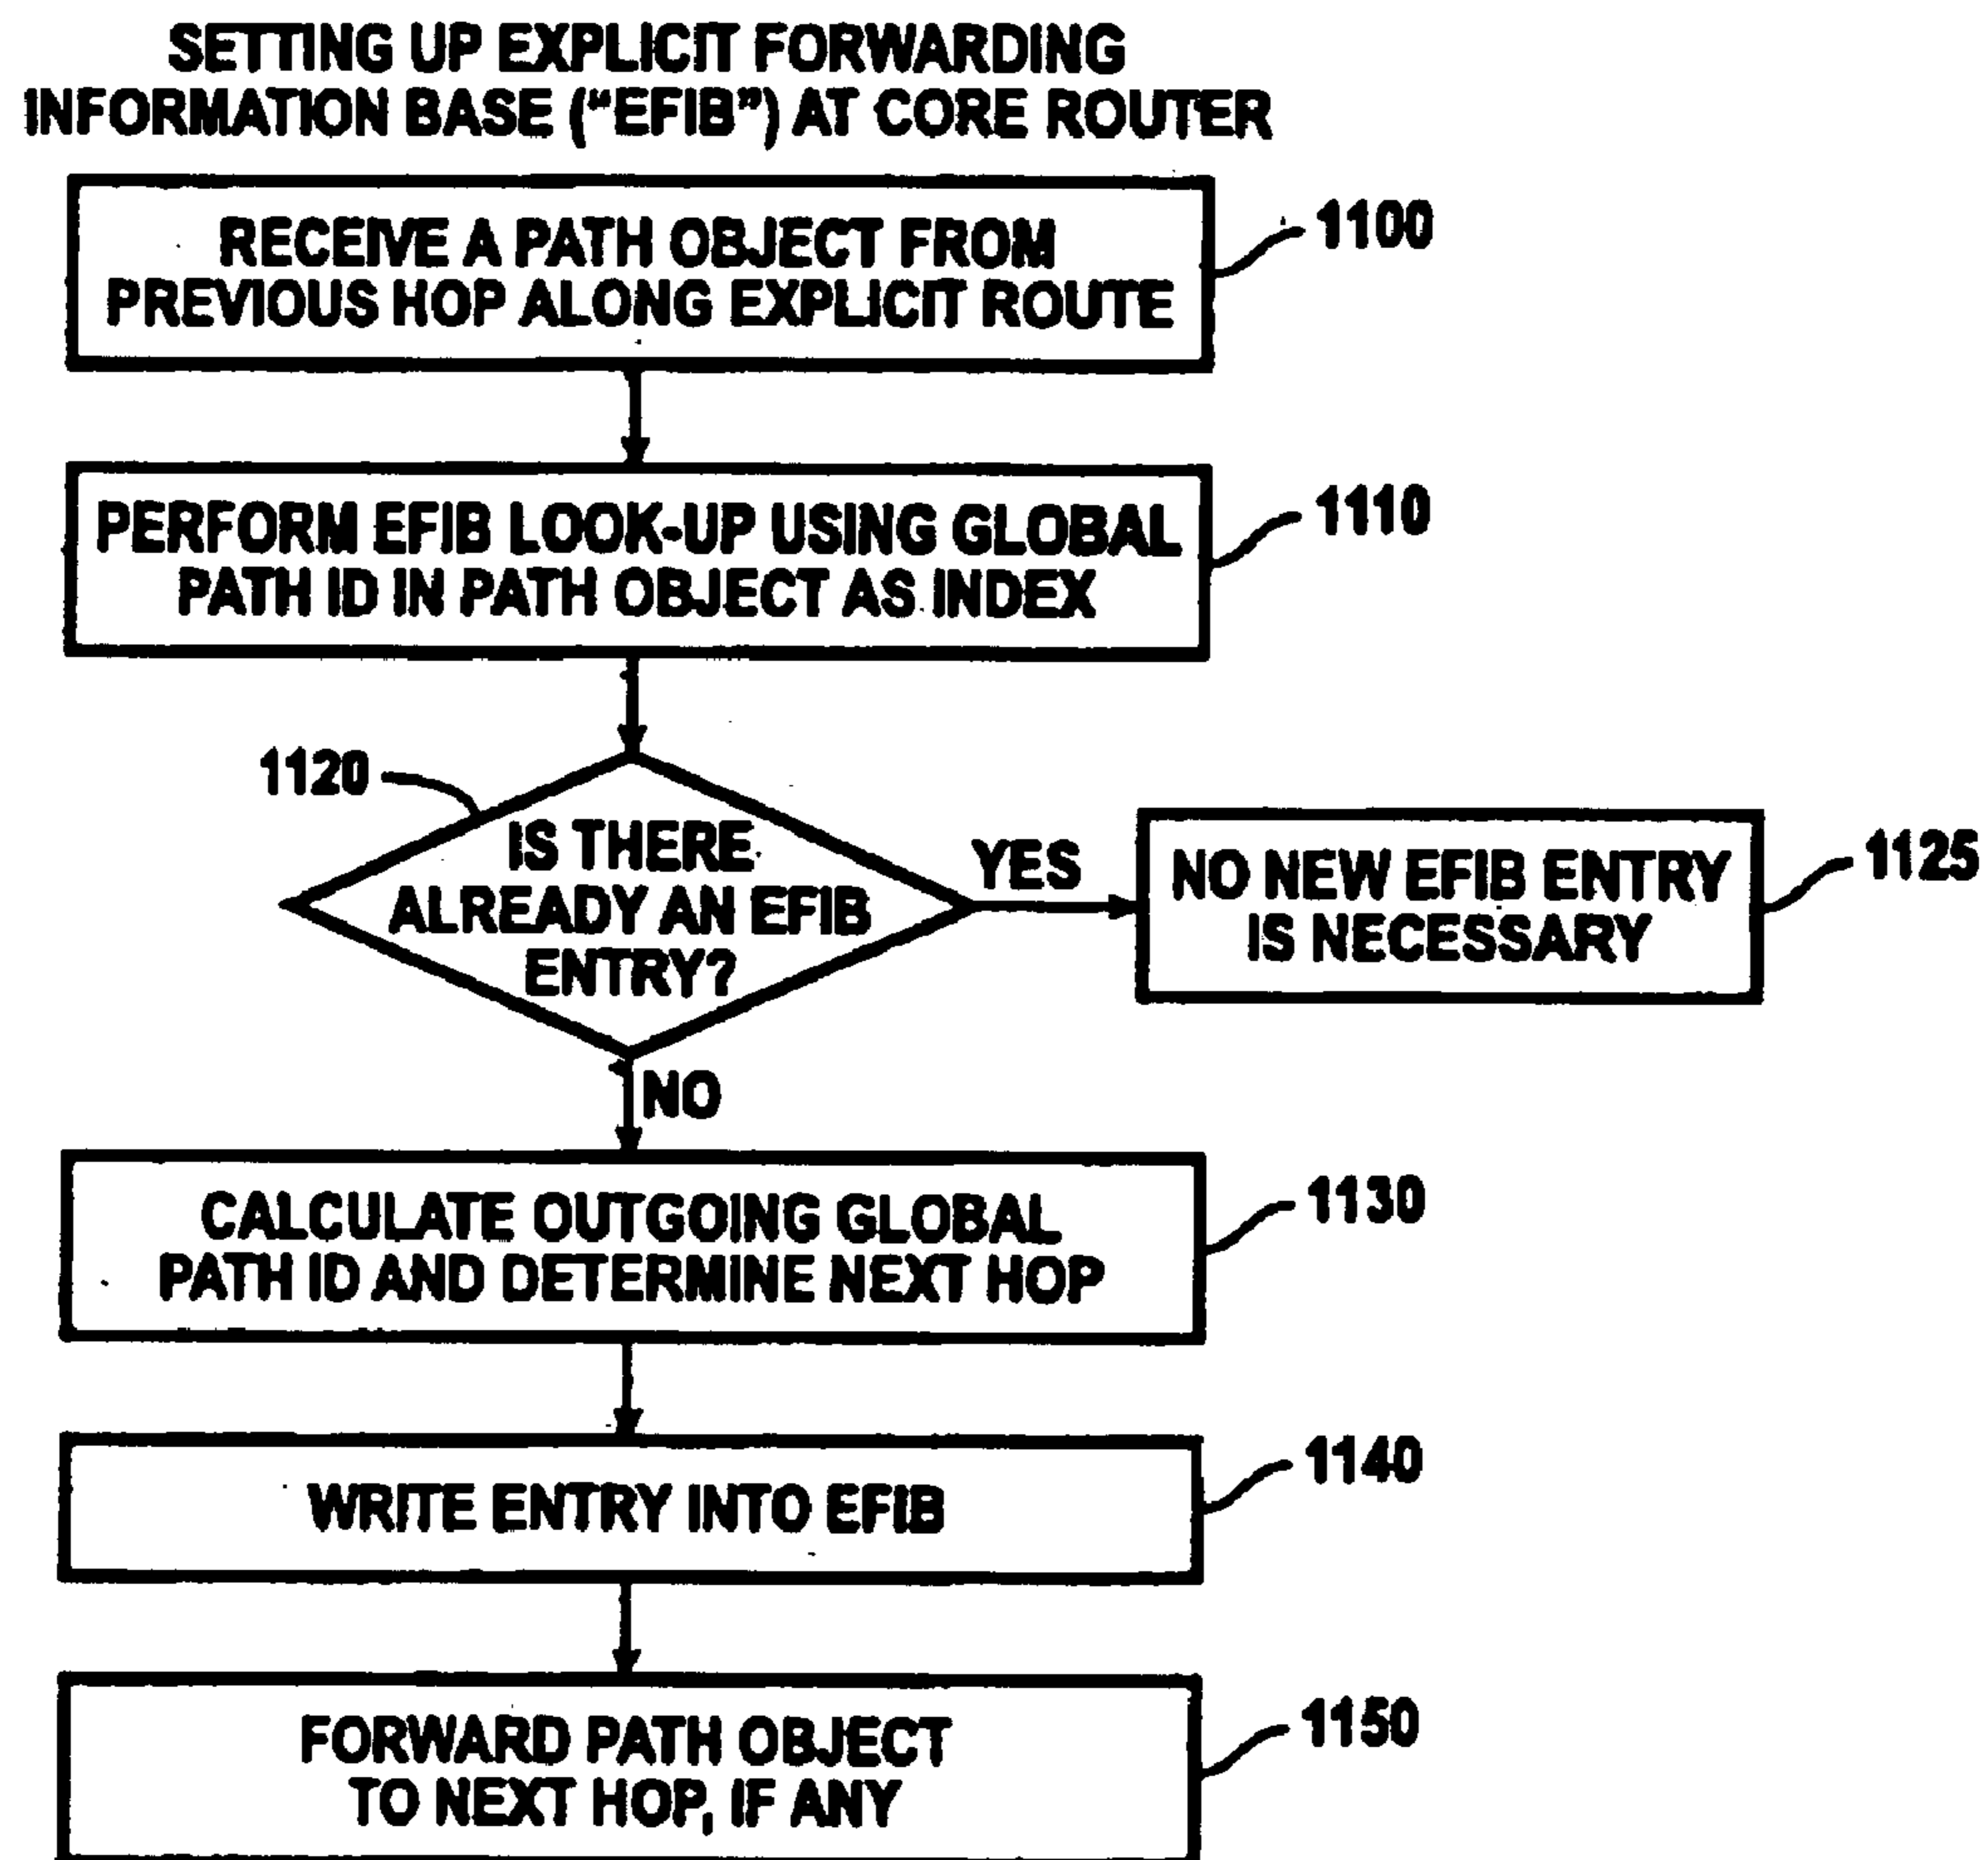 SETTING UP EXPLICIT FORWARDING
INFORMATION BASE ("EFIB") AT CORE ROUTER
RECEIVE A PATH OBJECT FROM
PREVIOUS HOP ALONG EXPLICIT ROUTE
1100
PERFORM EFIB LOOK-UP USING GLOBAL
PATH ID IN PATH OBJECT AS INDEX
1110
1120
IS THERE
ALREADY AN EFIB
ENTRY?
YES
NO NEW EFIB ENTRY
IS NECESSARY
1125
NO
CALCULATE OUTGOING GLOBAL
PATH ID AND DETERMINE NEXT HOP
1130
WRITE ENTRY INTO EFIB
1140
FORWARD PATH OBJECT
TO NEXT HOP, IF ANY
1150